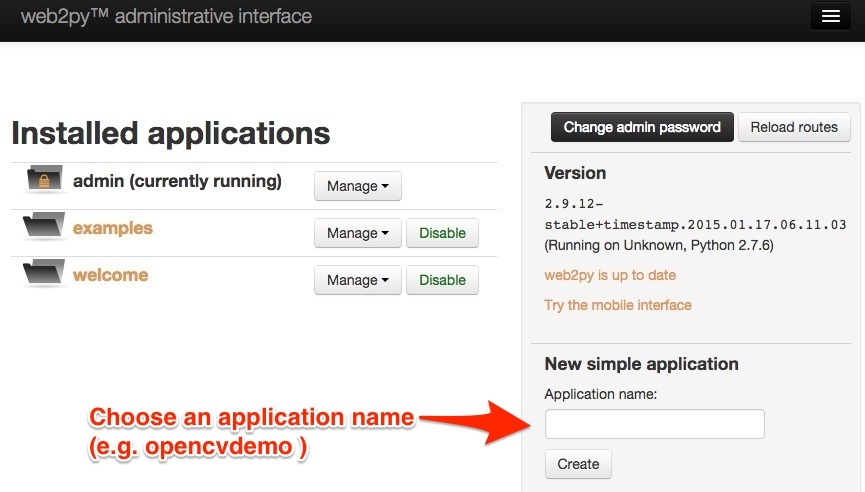 web2py™ administrative interface
Installed applications
admin (currently running)
Manage
examples
Manage
Disable
welcome
Manage
Disable
Change admin password
Reload routes
Version
2.9.12-
stable+timestamp.2015.01.17.06.11.03
(Running on Unknown, Python 2.7.6)
web2py is up to date
Try the mobile interface
New simple application
Application name:
Create
Choose an application name
(e.g. opencvdemo )